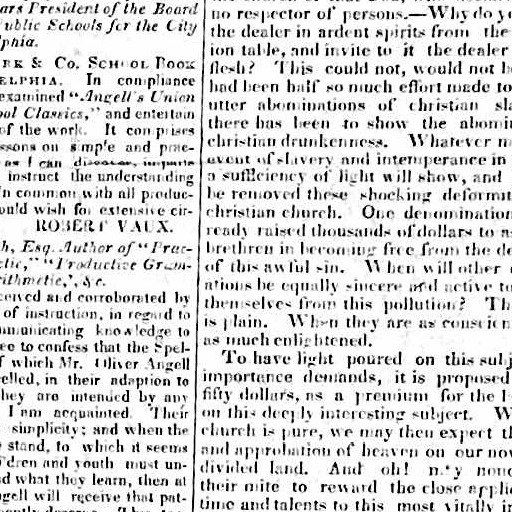 ars President of the Board
ublic Schools for the City
phia.
RK & Co. SCHOOL BOOK
ELPHIA. In compliance
examined "Angell's Union
ool Classics," and entertain
of the work. It comprises
ssons on simple and prac-
as I can discover, imparts
instruct the understanding
In common with all produc-
ould wish for extensive cir-
ROBERT VAUX.
h, Esq. Author of "Prac-
etic," "Productive Gram-
rithmetic," &c.
ceived and corroborated by
of instruction, in regard to
mmunicating knowledge to
ee to confess that the Spel-
f which Mr. Oliver Angell
celled, in their adaption to
they are intended by any
I am acquainted. Their
simplicity; and when the
stand, to which it seems
dren and youth must un-
d what they learn, then at
ngell will receive that pat-
no respector of persons.—Why do yo
the dealer in ardent spirits from the
ion table, and invite to it the dealer
flesh? This could not, would not b
had been half so much effort made to
utter abominations of christian sla
there has been to show the abomi
christian drunkenness. Whatever m
event of slavery and intemperance in
a sufficiency of light will show, and
be removed these shocking deformit
christian church. One denomination
ready raised thousands of dollars to as
brethren in becoming free from the de
of this awful sin. When will other
ations be equally sincere and active to
themselves from this pollution? Th
is plain. When they are as conscien
as much enlightened.
To have light poured on this subj
importance demands, it is proposed
fifty dollars, as a premium for the b
on this deeply interesting subject. W
church is pure, we may then expect th
and approbation of heaven on our now
divided land. And oh! may none
their mite to reward the close appli
time and talents to this most vitally in